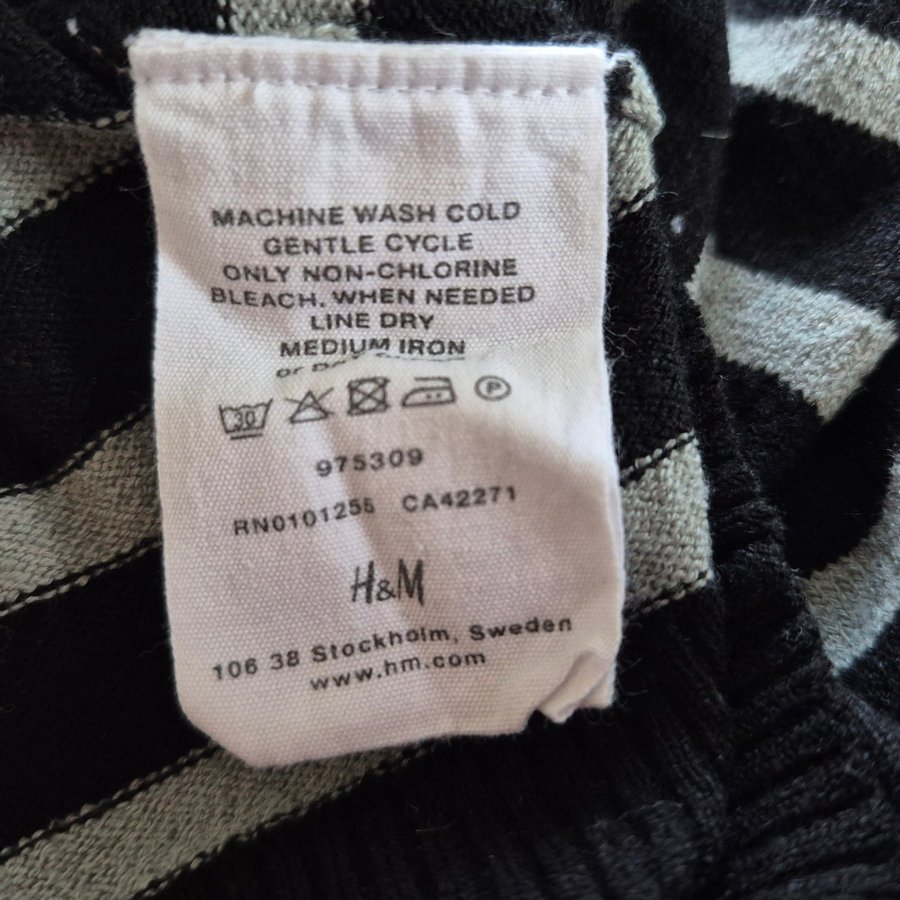 MACHINE WASH COLD
GENTLE CYCLE
ONLY NON-CHLORINE
BLEACH, WHEN NEEDED
LINE DRY
MEDIUM IRON
or
30
P
975309
RN0101255 CA42271
H&M
106 38 Stockholm, Sweden
www.hm.com